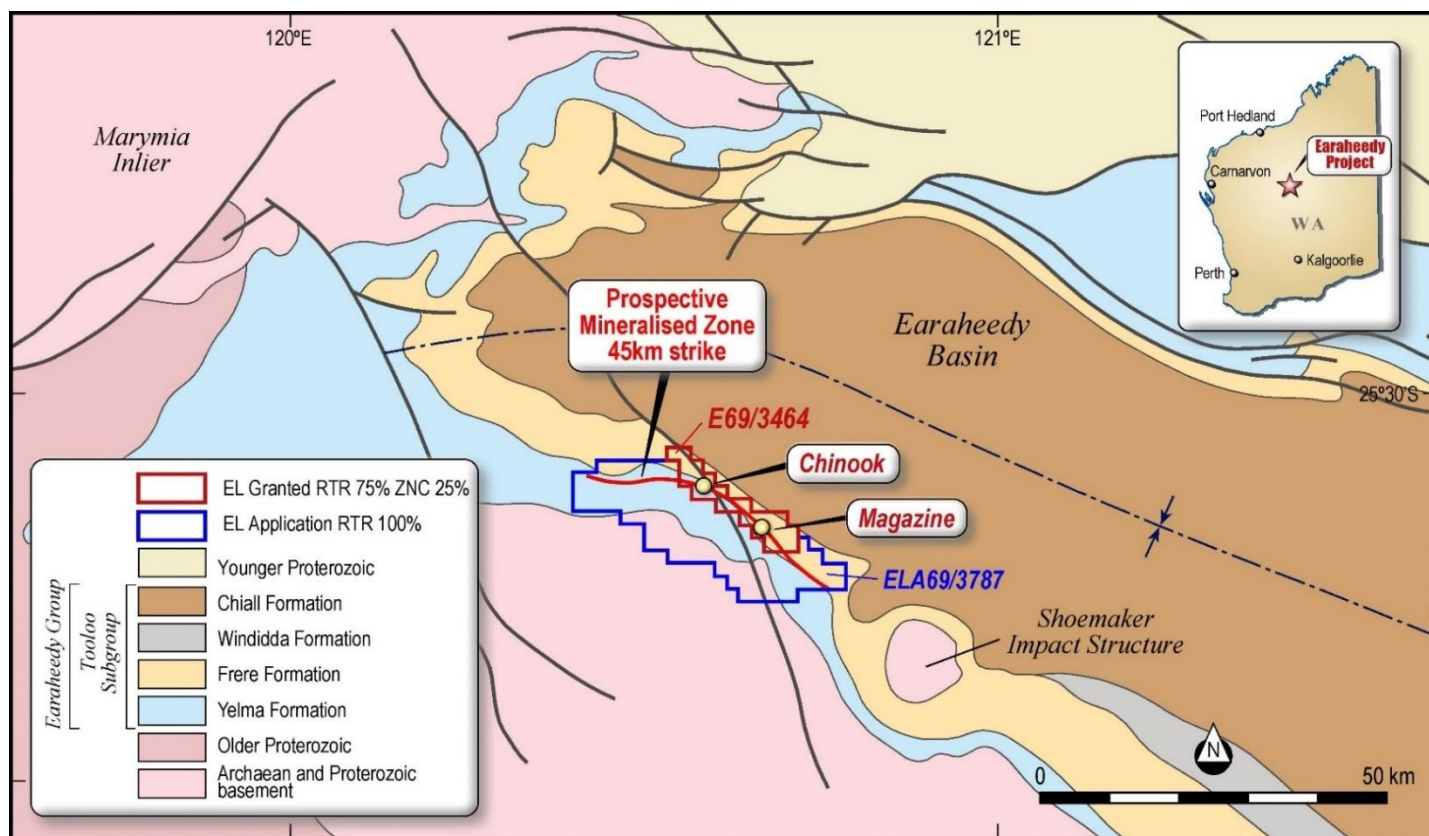 120ºE
121ºE
Marymia
Inlier
Port Hedland
Earaheedy
Project
Carnarvon
WA
Kalgoorlie
Perth
Prospective
Mineralised Zone
45km strike
Earaheedy
Basin
25º30'S
E69/3464
Chinook
Magazine
ELA69/3787
Shoemaker
Impact Structure
EL Granted RTR 75% ZNC 25%
EL Application RTR 100%
Younger Proterozoic
Earaheedy Group
Tooloo
Subgroup
Chiall Formation
Windidda Formation
Frere Formation
Yelma Formation
Older Proterozoic
Archaean and Proterozoic
basement
N
0
50 km